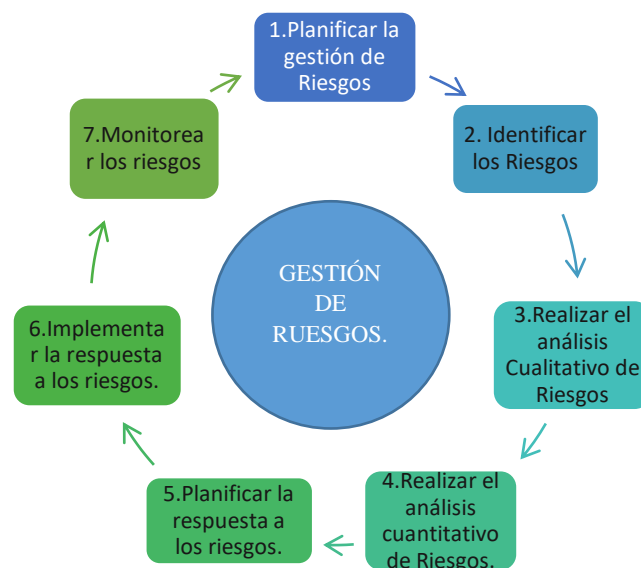 1.Planificar la
gestión de
Riesgos
2. Identificar
los Riesgos
3.Realizar el
análisis
Cualitativo de
Riesgos
4.Realizar el
análisis
cuantitativo
de Riesgos.
5.Planificar la
respuesta a
los riesgos.
6.Implementa
r la respuesta
a los riesgos.
7.Monitorea
r los riesgos
GESTIÓN
DE
RUESGOS.